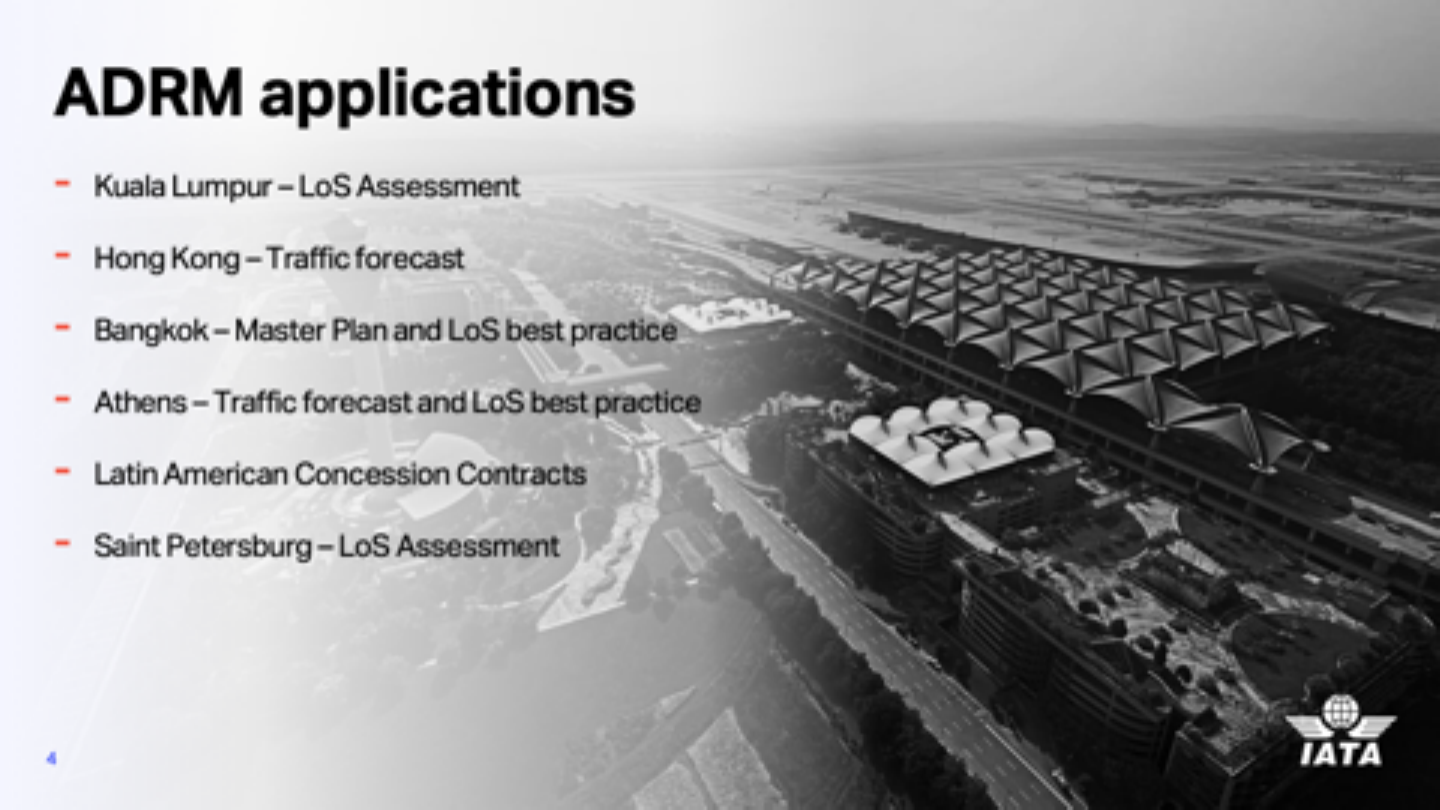 ADRM applications
– Kuala Lumpur – LoS Assessment
– Hong Kong – Traffic forecast
– Bangkok – Master Plan and LoS best practice
– Athens – Traffic forecast and LoS best practice
– Latin American Concession Contracts
– Saint Petersburg – LoS Assessment
4
IATA